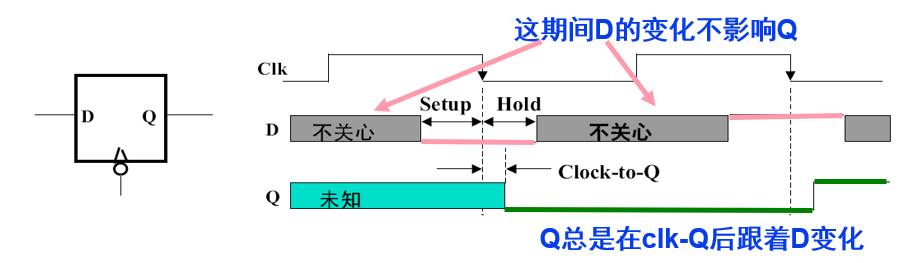 这期间D的变化不影响Q
Clk
D Q
Setup Hold
D 不关心 不关心
Clock-to-Q
Q 未知
Q总是在clk-Q后跟着D变化